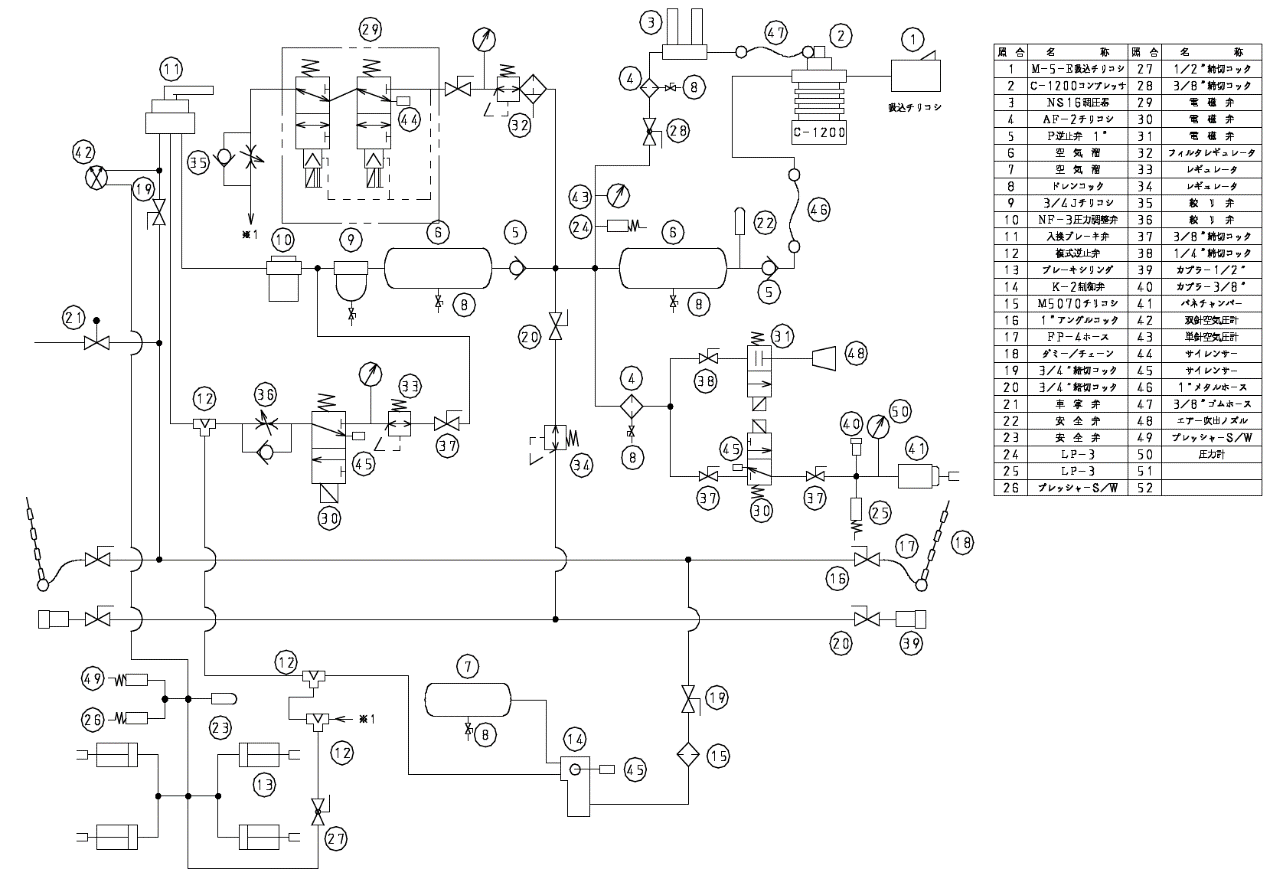 照合 名称 照合 名称
1 M-5-E吸込チリコシ 27 1/2"締切コック
2 C-1200コンプレッサ 28 3/8"締切コック
3 NS16調圧器 29 電磁弁
4 AF-2チリコシ 30 電磁弁
5 P逆止弁 1" 31 電磁弁
6 空気溜 32 フィルタレギュレータ
7 空気溜 33 レギュレータ
8 ドレンコック 34 レギュレータ
9 3/4Jチリコシ 35 絞り弁
10 NF-3圧力調整弁 36 絞り弁
11 入換ブレーキ弁 37 3/8"締切コック
12 複式逆止弁 38 1/4"締切コック
13 ブレーキシリンダ 39 カプラ-1/2"
14 K-2制御弁 40 カプラ-3/8"
15 M5070チリコシ 41 バネチャンバー
16 1"アングルコック 42 双針空気圧計
17 FP-4ホース 43 単針空気圧計
18 ダミー/チェーン 44 サイレンサー
19 3/4"締切コック 45 サイレンサー
20 3/4"締切コック 46 1"メタルホース
21 車掌弁 47 3/8"ゴムホース
22 安全弁 48 エアー吹出ノズル
23 安全弁 49 プレッシャーS/W
24 LP-3 50 圧力計
25 LP-3 51
26 プレッシャーS/W 52
29
3
47
2
1
11
4
8
吸込チリコシ
44
32
28
C-1200
42
35
19
43
22
46
※1
24
10
9
6
5
6
8
8
5
21
20
31
48
12
36
33
4
38
50
40
37
45
41
45
34
8
37
37
30
30
25
17
18
16
20
39
12
7
49
19
26
23
※1
8
14
12
15
45
13
27